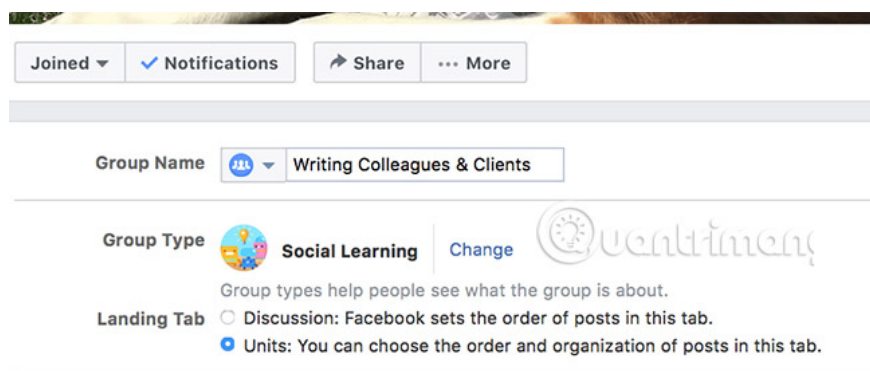 Joined Notifications Share ... More
Group Name Writing Colleagues & Clients
Group Type Social Learning Change
Quantrimang
Group types help people see what the group is about.
Landing Tab Discussion: Facebook sets the order of posts in this tab.
Units: You can choose the order and organization of posts in this tab.